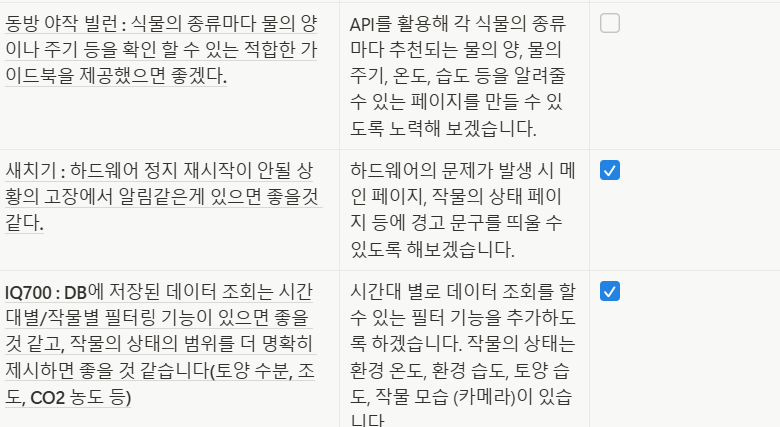 동방 야작 빌런 : 식물의 종류마다 물의 양
이나 주기 등을 확인 할 수 있는 적합한 가
이드북을 제공했으면 좋겠다.
API를 활용해 각 식물의 종류
마다 추천되는 물의 양, 물의
주기, 온도, 습도 등을 알려줄
수 있는 페이지를 만들 수 있
도록 노력해 보겠습니다.
새치기 : 하드웨어 정지 재시작이 안될 상
황의 고장에서 알림같은게 있으면 좋을것
같다.
하드웨어의 문제가 발생 시 메
인 페이지, 작물의 상태 페이
지 등에 경고 문구를 띄울 수
있도록 해보겠습니다.
IQ700 : DB에 저장된 데이터 조회는 시간
대별/작물별 필터링 기능이 있으면 좋을
것 같고, 작물의 상태의 범위를 더 명확히
제시하면 좋을 것 같습니다(토양 수분, 조
도, CO2 농도 등)
시간대 별로 데이터 조회를 할
수 있는 필터 기능을 추가하도
록 하겠습니다. 작물의 상태는
환경 온도, 환경 습도, 토양 습
도, 작물 모습 (카메라)이 있습
니다